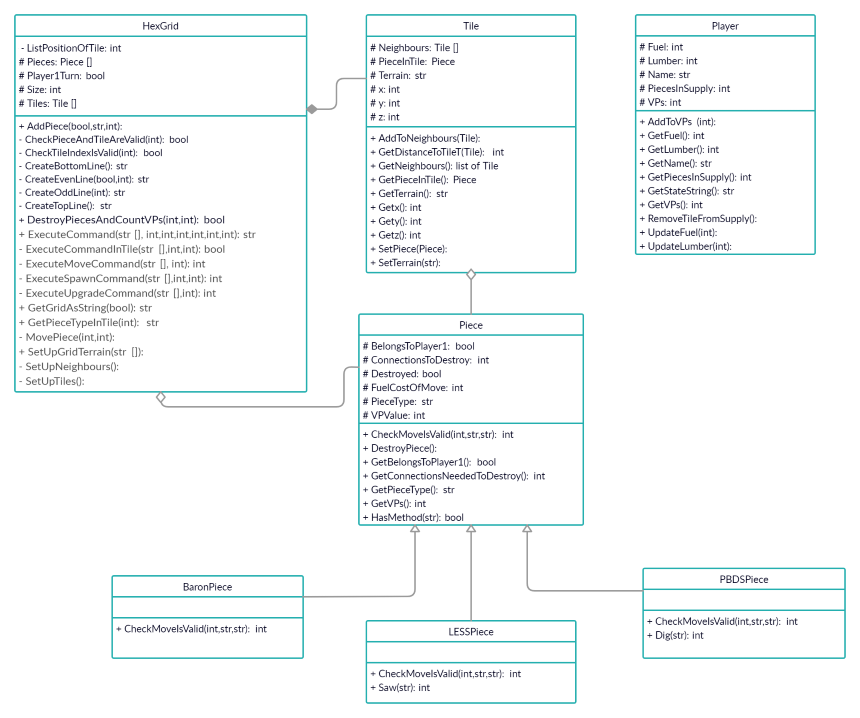 HexGrid
- ListPositionOfTile: int
# Pieces: Piece []
# Player1Turn: bool
# Size: int
# Tiles: Tile []
+ AddPiece(bool,str,int):
- CheckPieceAndTileAreValid(int): bool
- CheckTileIndexIsValid(int): bool
- CreateBottomLine(): str
- CreateEvenLine(bool,int): str
- CreateOddLine(int): str
- CreateTopLine(): str
+ DestroyPiecesAndCountVPs(int,int): bool
+ ExecuteCommand(str [], int,int,int,int,int,int): str
- ExecuteCommandInTile(str [],int,int): bool
- ExecuteMoveCommand(str [], int): int
- ExecuteSpawnCommand(str [],int,int): int
- ExecuteUpgradeCommand(str [],int): int
+ GetGridAsString(bool): str
+ GetPieceTypeInTile(int): str
- MovePiece(int,int):
+ SetUpGridTerrain(str []):
- SetUpNeighbours():
- SetUpTiles():
Tile
# Neighbours: Tile []
# PieceInTile: Piece
# Terrain: str
# x: int
# y: int
# z: int
+ AddToNeighbours(Tile):
+ GetDistanceToTileT(Tile): int
+ GetNeighbours(): list of Tile
+ GetPieceInTile(): Piece
+ GetTerrain(): str
+ Getx(): int
+ Gety(): int
+ Getz(): int
+ SetPiece(Piece):
+ SetTerrain(str):
Player
# Fuel: int
# Lumber: int
# Name: str
# PiecesInSupply: int
# VPs: int
+ AddToVPs (int):
+ GetFuel(): int
+ GetLumber(): int
+ GetName(): str
+ GetPiecesInSupply(): int
+ GetStateString(): str
+ GetVPs(): int
+ RemoveTileFromSupply():
+ UpdateFuel(int):
+ UpdateLumber(int):
Piece
# BelongsToPlayer1: bool
# ConnectionsToDestroy: int
# Destroyed: bool
# FuelCostOfMove: int
# PieceType: str
# VPValue: int
+ CheckMoveIsValid(int,str,str): int
+ DestroyPiece():
+ GetBelongsToPlayer1(): bool
+ GetConnectionsNeededToDestroy(): int
+ GetPieceType(): str
+ GetVPs(): int
+ HasMethod(str): bool
BaronPiece
+ CheckMoveIsValid(int,str,str): int
LESSPiece
+ CheckMoveIsValid(int,str,str): int
+ Saw(str): int
PBDSPiece
+ CheckMoveIsValid(int,str,str): int
+ Dig(str): int